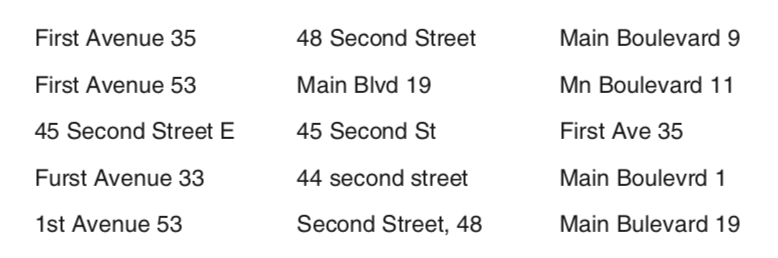 First Avenue 35 48 Second Street Main Boulevard 9
First Avenue 53 Main Blvd 19 Mn Boulevard 11
45 Second Street E 45 Second St First Ave 35
Furst Avenue 33 44 second street Main Boulevrd 1
1st Avenue 53 Second Street, 48 Main Bulevard 19